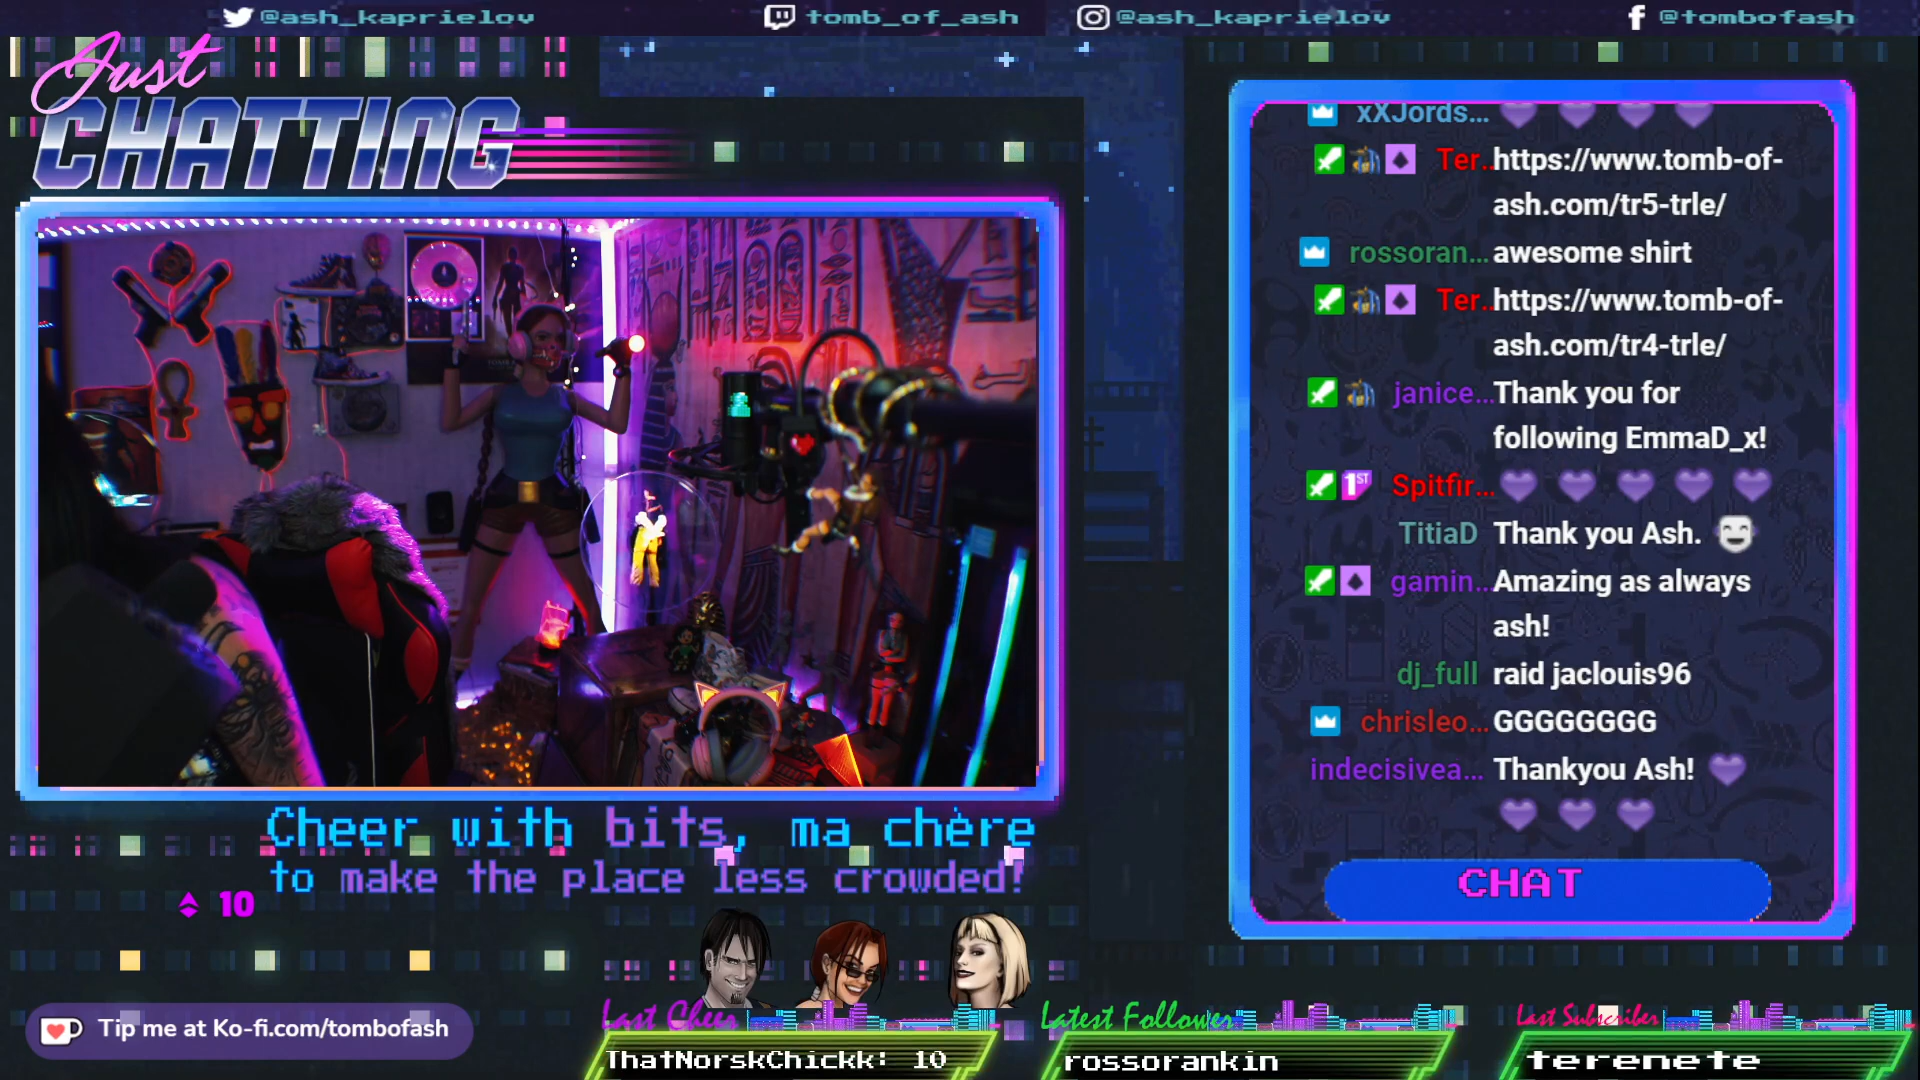 @ash_kaprielov
tomb_of_ash
@ash_kaprielov
@tombofash
Just
CHATTING
xXJords...
Ter.. https://www.tomb-of-
ash.com/tr5-trle/
rossoran... awesome shirt
Ter.. https://www.tomb-of-
ash.com/tr4-trle/
janice... Thank you for
following EmmaD_x!
1ST Spitfir...
TitiaD Thank you Ash.
gamin... Amazing as always
ash!
dj_full raid jaclouis96
chrisleo... GGGGGGGG
indecisivea... Thankyou Ash!
CHAT
Cheer with bits, ma chère
to make the place less crowded!
10
Tip me at Ko-fi.com/tombofash
Last Cheer
ThatNorskChickk: 10
Latest Follower
rossorankin
Last Subscriber
terenete